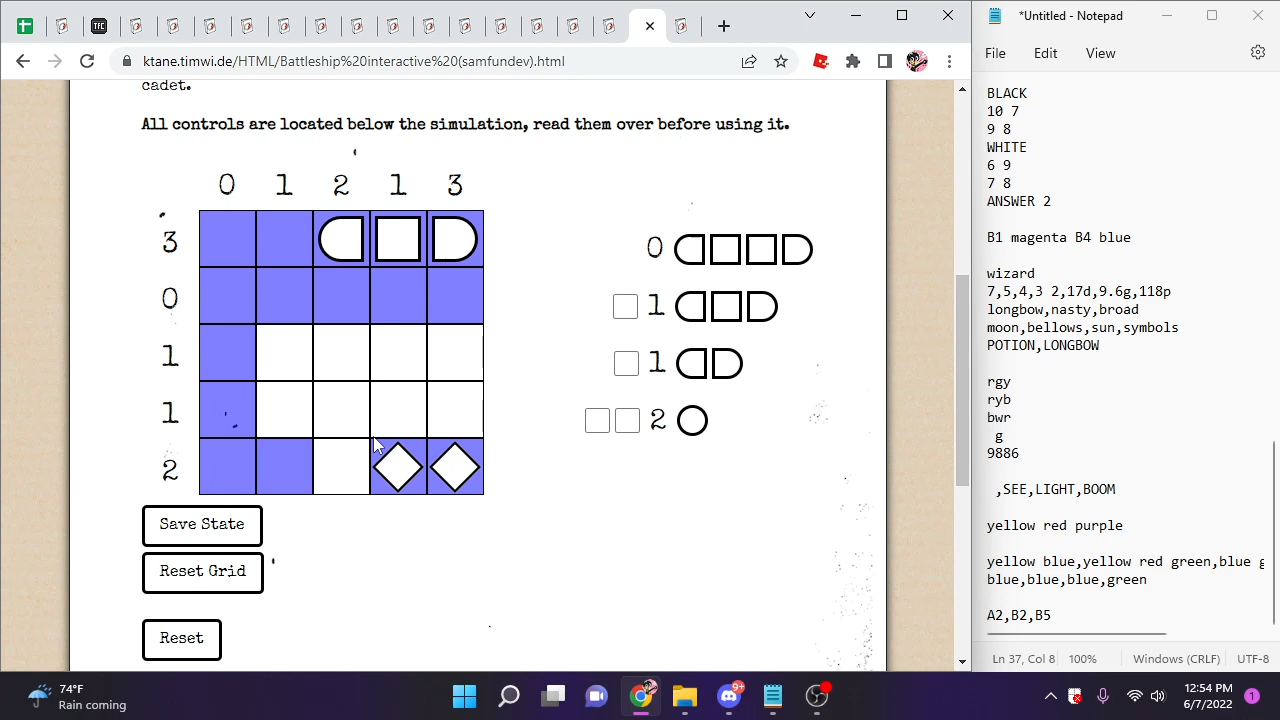 TFC
*Untitled - Notepad
ktane.timwi.de/HTML/Battleship%20interactive%20(samfundev).html
File Edit View
cadet.
All controls are located below the simulation, read them over before using it.
0 1 2 1 3
3
0
1
1
2
0
1
1
2
Save State
Reset Grid
Reset
BLACK
10 7
9 8
WHITE
6 9
7 8
ANSWER 2
B1 magenta B4 blue
wizard
7,5,4,3 2,17d,9.6g,118p
longbow,nasty,broad
moon,bellows,sun,symbols
POTION,LONGBOW
rgy
ryb
bwr
g
9886
,SEE,LIGHT,BOOM
yellow red purple
yellow blue,yellow red green,blue g
blue,blue,blue,green
A2,B2,B5
Ln 37, Col 8 100% Windows (CRLF) UTF-8
74°F
Rain coming
9+
12:54 PM
6/7/2022
1